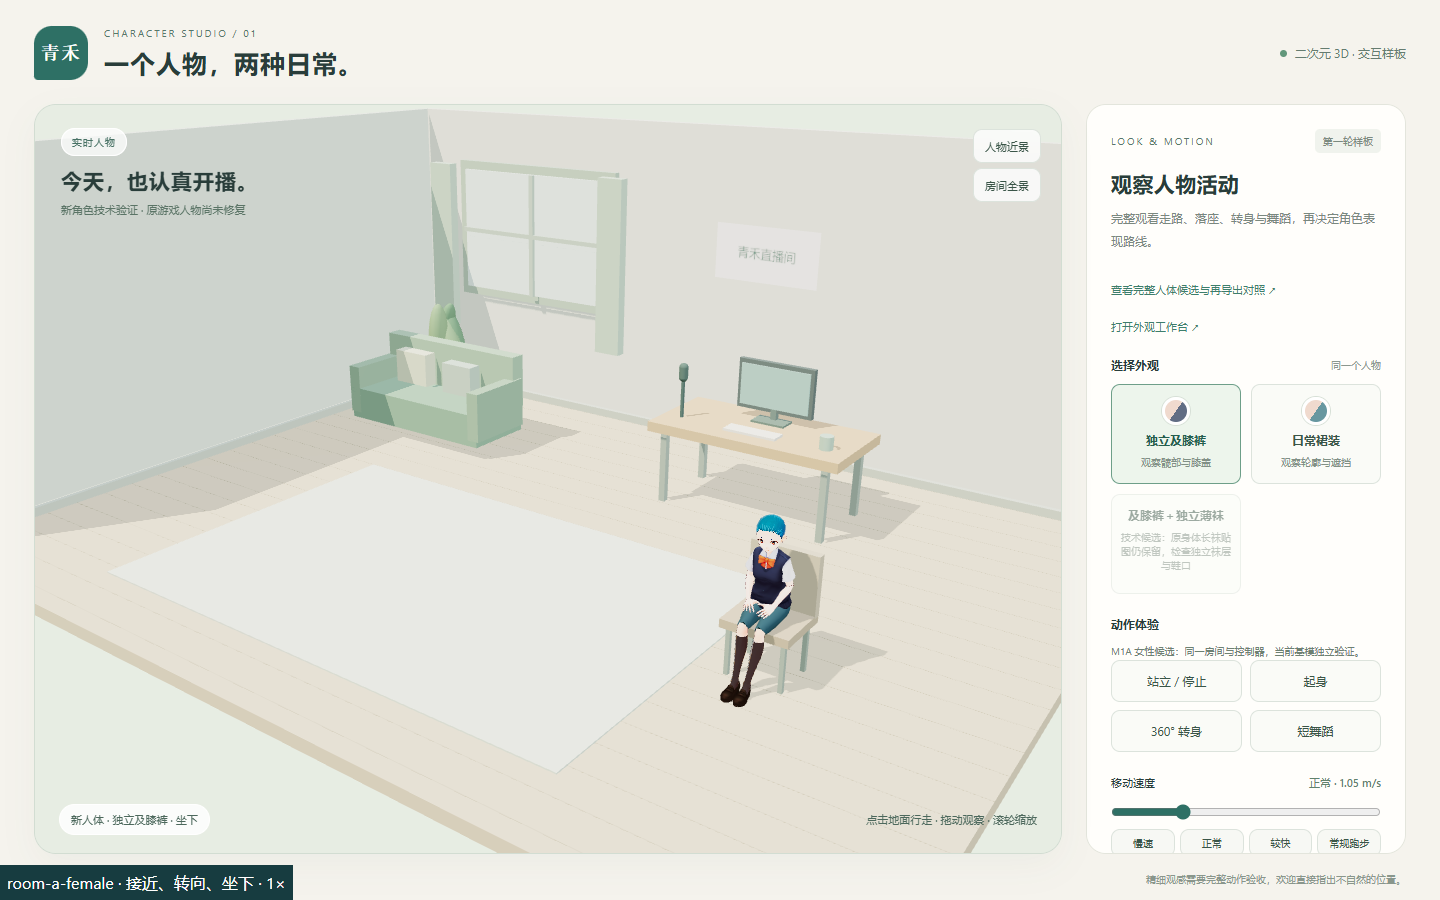 青禾
CHARACTER STUDIO / 01
一个人物，两种日常。
二次元 3D · 交互样板
实时人物
今天，也认真开播。
新角色技术验证 · 原游戏人物尚未修复
人物近景
房间全景
青禾直播间
新人体 · 独立及膝裤 · 坐下
点击地面行走 · 拖动观察 · 滚轮缩放
LOOK & MOTION
第一轮样板
观察人物活动
完整观看走路、落座、转身与舞蹈，再决定角色表
现路线。
查看完整人体候选与再导出对照 ↗
打开外观工作台 ↗
选择外观
同一个人物
独立及膝裤
观察髋部与膝盖
日常裙装
观察轮廓与遮挡
及膝裤 + 独立薄袜
技术候选：原身体长袜贴
图仍保留，检查独立袜层
与鞋口
动作体验
M1A 女性候选：同一房间与控制器，当前基模独立验证。
站立 / 停止
起身
360° 转身
短舞蹈
移动速度
正常 · 1.05 m/s
慢速
正常
较快
常规跑步
room-a-female · 接近、转向、坐下 · 1×
精细观感需要完整动作验收，欢迎直接指出不自然的位置。